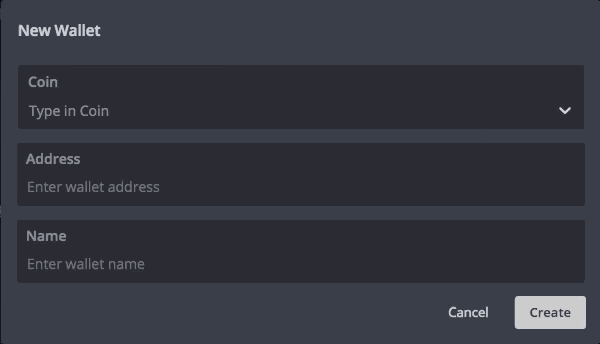 New Wallet
Coin
Type in Coin
Address
Enter wallet address
Name
Enter wallet name
Cancel
Create